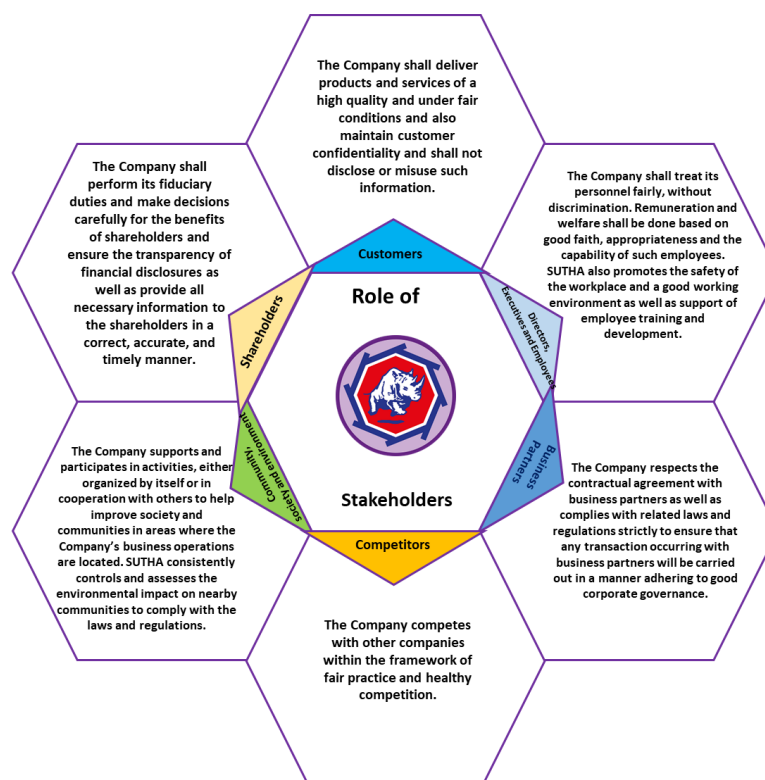 The Company shall deliver
products and services of a
high quality and under fair
conditions and also
maintain customer
confidentiality and shall not
disclose or misuse such
information.
The Company shall
perform its fiduciary
duties and make decisions
carefully for the benefits
of shareholders and
ensure the transparency of
financial disclosures as
well as provide all
necessary information to
the shareholders in a
correct, accurate, and
timely manner.
The Company shall treat its
personnel fairly, without
discrimination. Remuneration and
welfare shall be done based on
good faith, appropriateness and the
capability of such employees.
SUTHA also promotes the safety of
the workplace and a good working
environment as well as support of
employee training and
development.
Customers
Role of
Shareholders
Directors,
Executives and Employees
Community,
society and environment
Business
Partners
Stakeholders
Competitors
The Company supports and
participates in activities, either
organized by itself or in
cooperation with others to help
improve society and
communities in areas where the
Company's business operations
are located. SUTHA consistently
controls and assesses the
environmental impact on nearby
communities to comply with the
laws and regulations.
The Company respects the
contractual agreement with
business partners as well as
complies with related laws and
regulations strictly to ensure that
any transaction occurring with
business partners will be carried
out in a manner adhering to good
corporate governance.
The Company competes
with other companies
within the framework of
fair practice and healthy
competition.